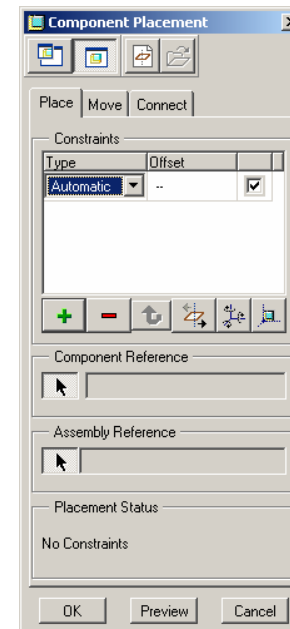 Component Placement
Place Move Connect
Constraints
Type Offset
Automatic --
Component Reference
Assembly Reference
Placement Status
No Constraints
OK Preview Cancel